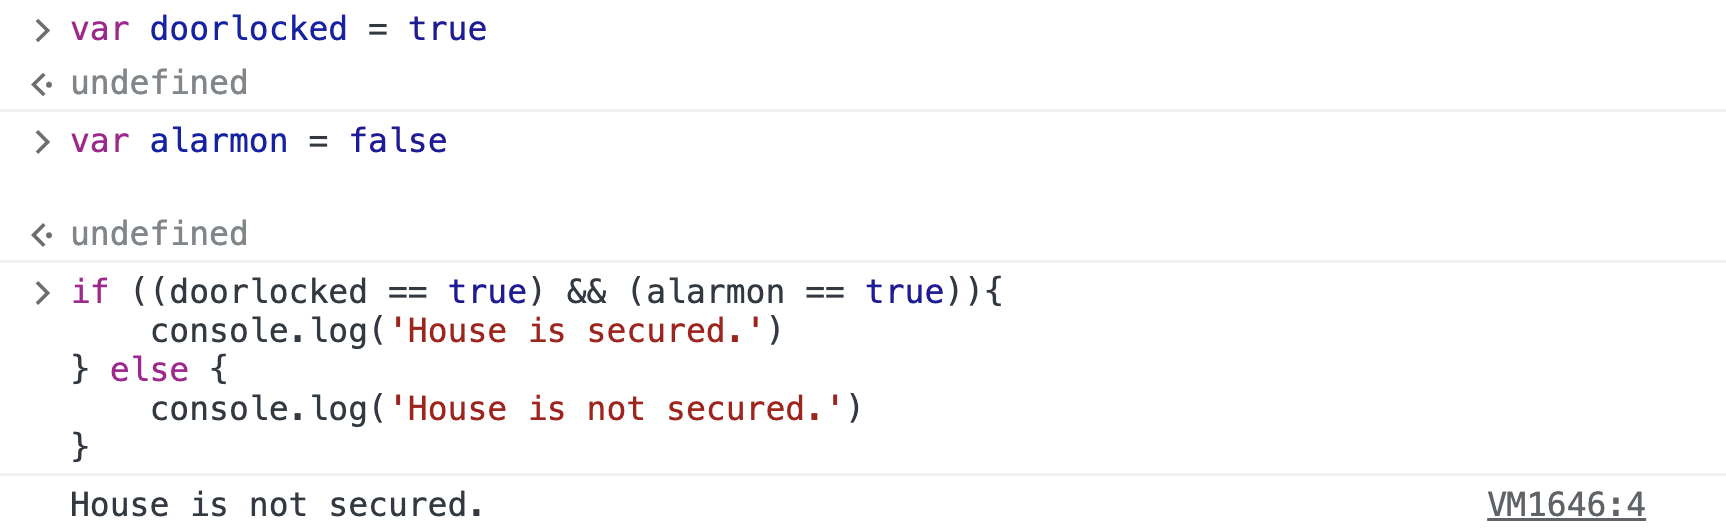 > var doorlocked = true
undefined
> var alarmon = false
undefined
> if ((doorlocked == true) && (alarmon == true)){
    console.log('House is secured.')
} else {
    console.log('House is not secured.')
}
House is not secured. VM1646:4